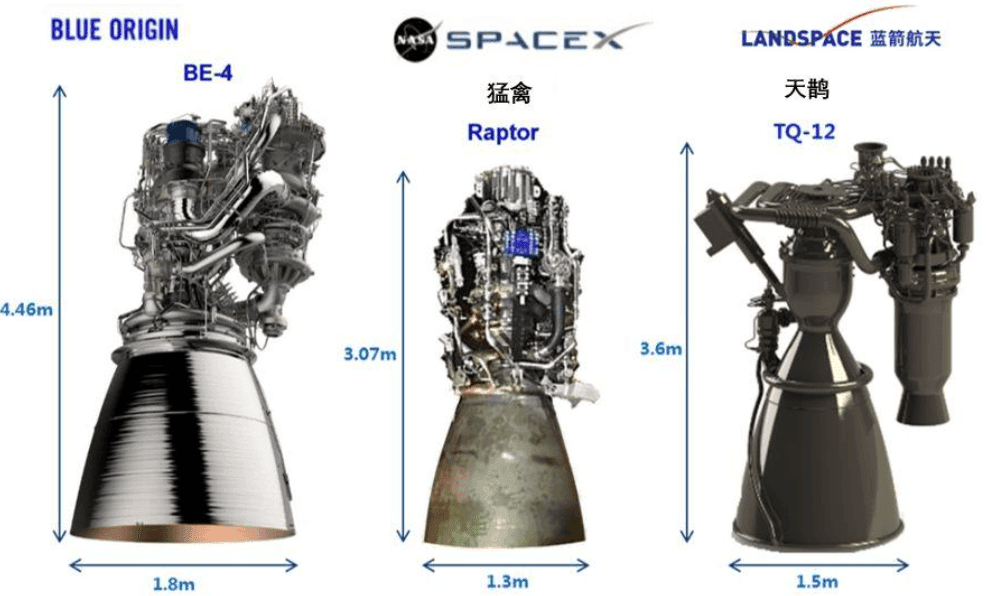 BLUE ORIGIN
BE-4
4.46m
1.8m
NASA SPACEX
猛禽
Raptor
3.07m
1.3m
LANDSPACE 蓝箭航天
天鹊
TQ-12
3.6m
1.5m